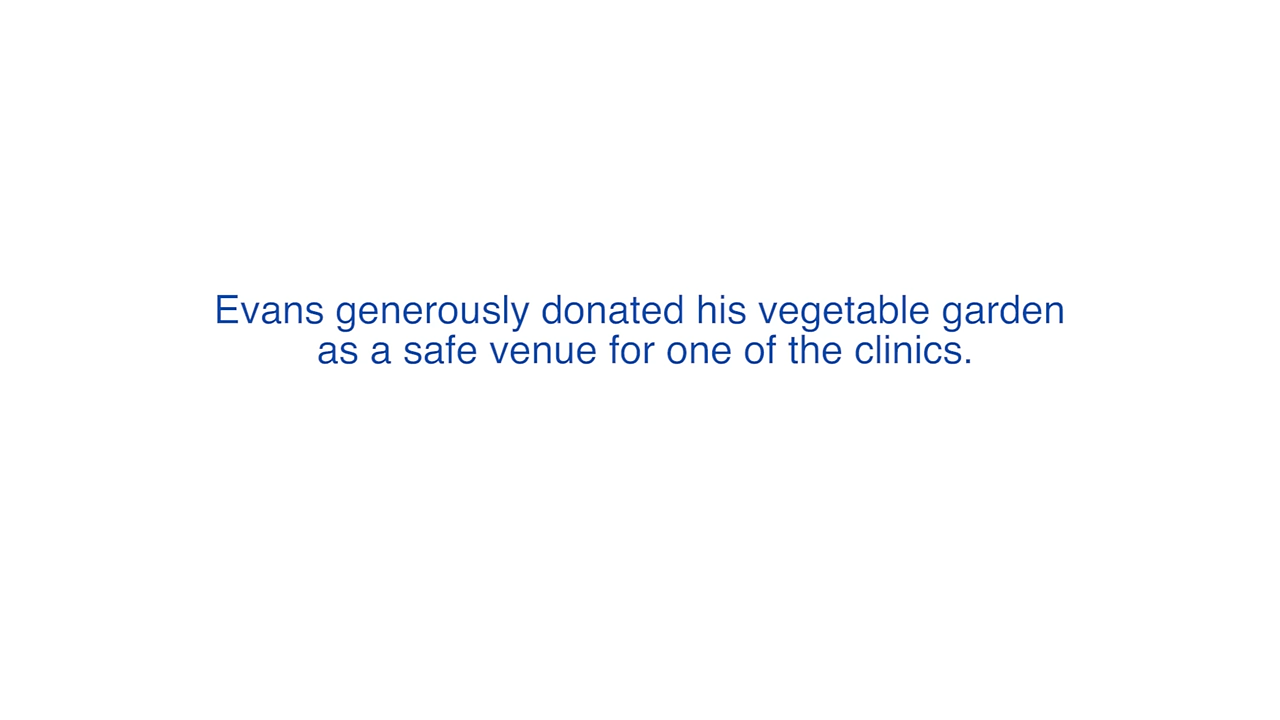 Evans generously donated his vegetable garden
as a safe venue for one of the clinics.